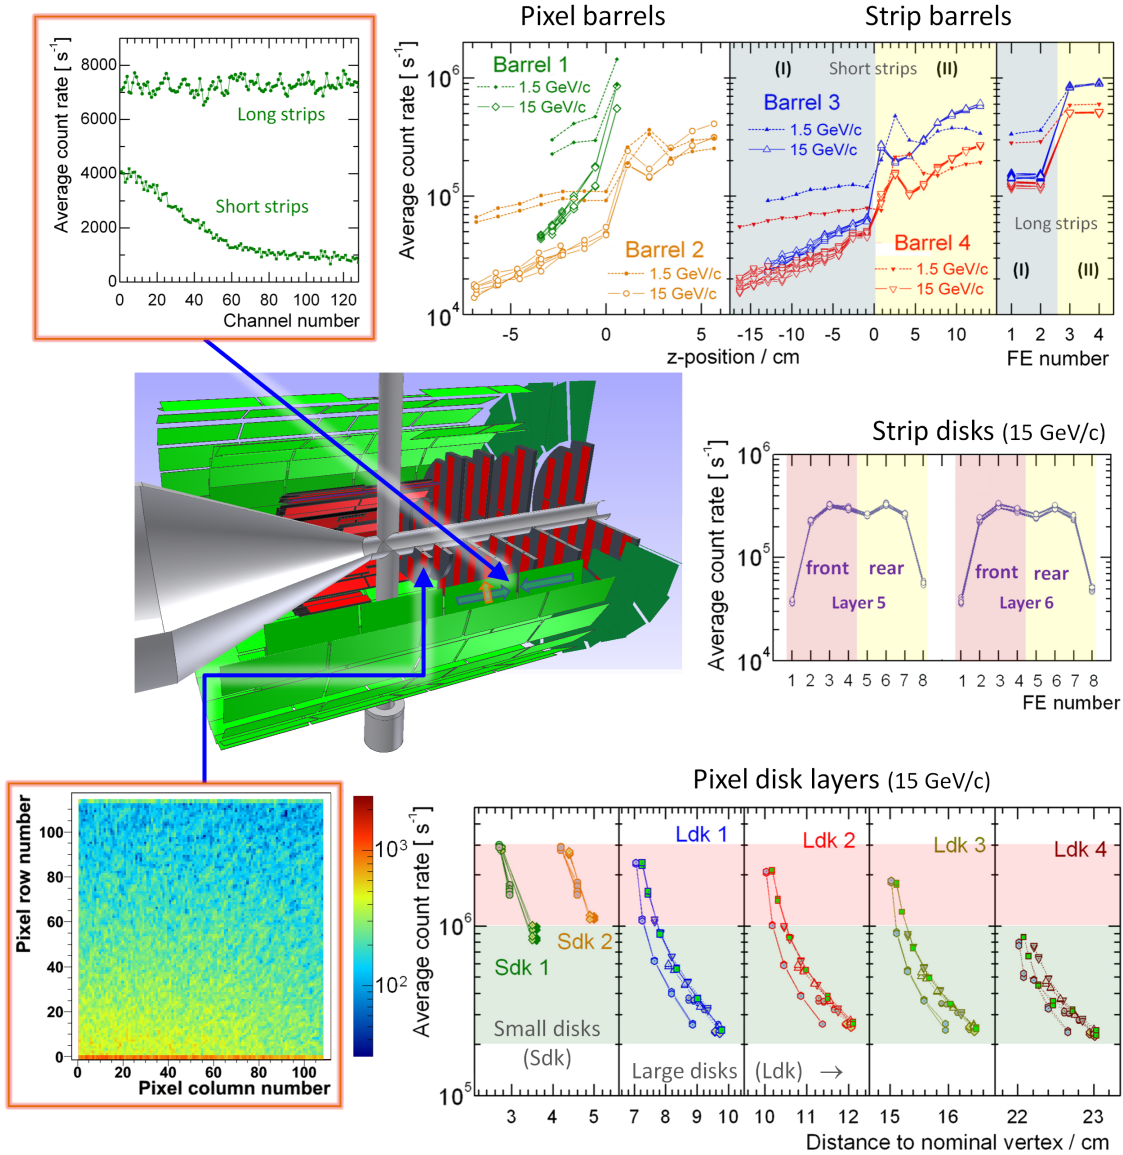 Pixel barrels
Strip barrels
Average count rate [ s⁻¹]
8000
6000
4000
2000
0
Long strips
Short strips
0 20 40 60 80 100 120
Channel number
Average count rate [ s⁻¹]
10⁶
10⁵
10⁴
Barrel 1
1.5 GeV/c
15 GeV/c
Barrel 2
1.5 GeV/c
15 GeV/c
(I) Short strips (II)
Barrel 3
1.5 GeV/c
15 GeV/c
Barrel 4
1.5 GeV/c
15 GeV/c
Long strips
(I) (II)
-5 0 5
-15 -10 -5 0 5 10
1 2 3 4
z-position / cm
FE number
Strip disks (15 GeV/c)
Average count rate [ s⁻¹]
10⁶
10⁵
10⁴
front rear
Layer 5
front rear
Layer 6
1 2 3 4 5 6 7 8
1 2 3 4 5 6 7 8
FE number
Pixel row number
100
80
60
40
20
0
0 20 40 60 80 100
Pixel column number
10³
10²
Pixel disk layers (15 GeV/c)
Average count rate [ s⁻¹]
10⁶
10⁵
Ldk 1
Ldk 2
Ldk 3
Ldk 4
Sdk 1
Sdk 2
Small disks
(Sdk)
Large disks (Ldk) →
3 4 5
7 8 9 10
10 11 12
15 16
22 23
Distance to nominal vertex / cm